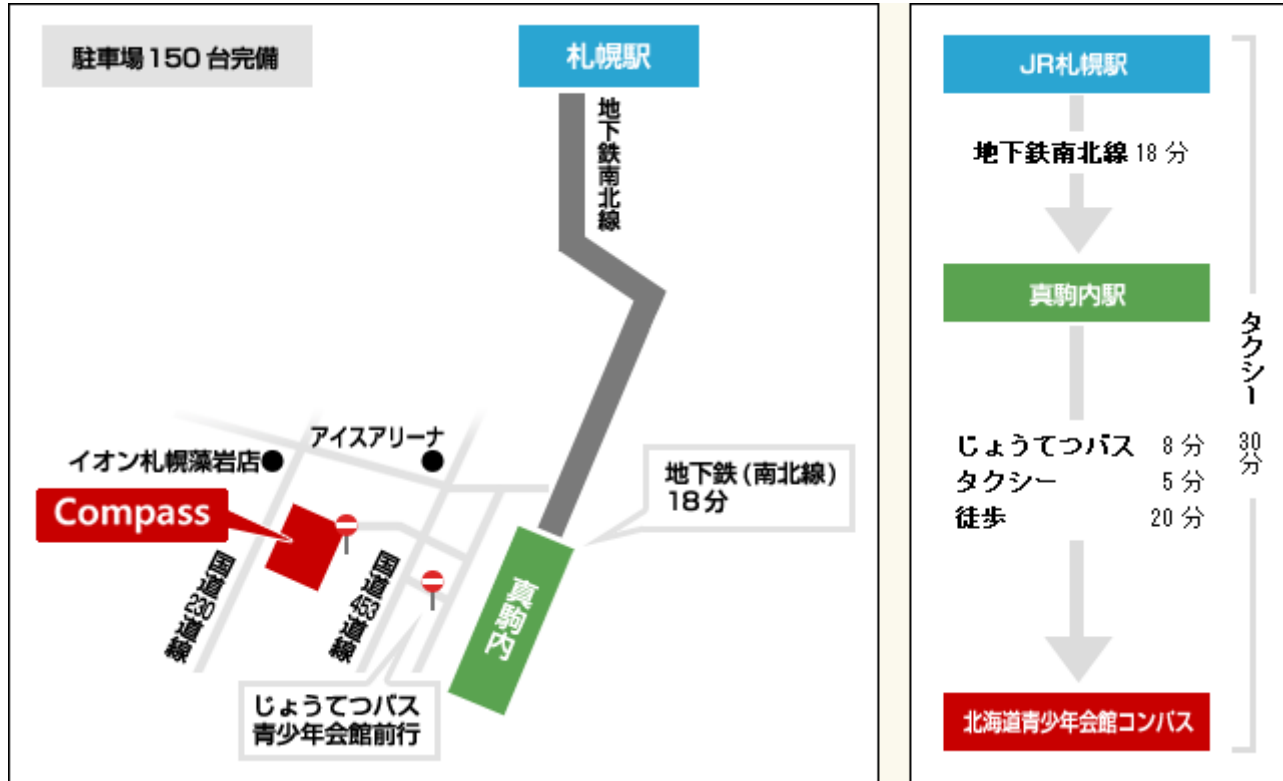 駐車場150台完備
札幌駅
地下鉄南北線
アイスアリーナ
イオン札幌藻岩店
Compass
地下鉄(南北線)
18分
国道230道線
国道453道線
真駒内
じょうてつバス
青少年会館前行
JR札幌駅
地下鉄南北線 18分
真駒内駅
じょうてつバス 8分
タクシー 5分
徒歩 20分
タクシー 30分
北海道青少年会館コンパス